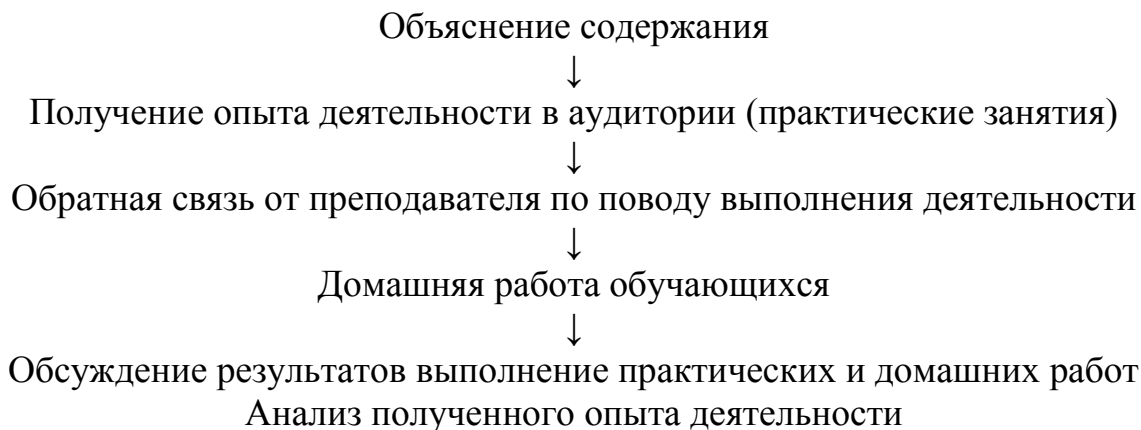 Объяснение содержания
↓
Получение опыта деятельности в аудитории (практические занятия)
↓
Обратная связь от преподавателя по поводу выполнения деятельности
↓
Домашняя работа обучающихся
↓
Обсуждение результатов выполнение практических и домашних работ
Анализ полученного опыта деятельности